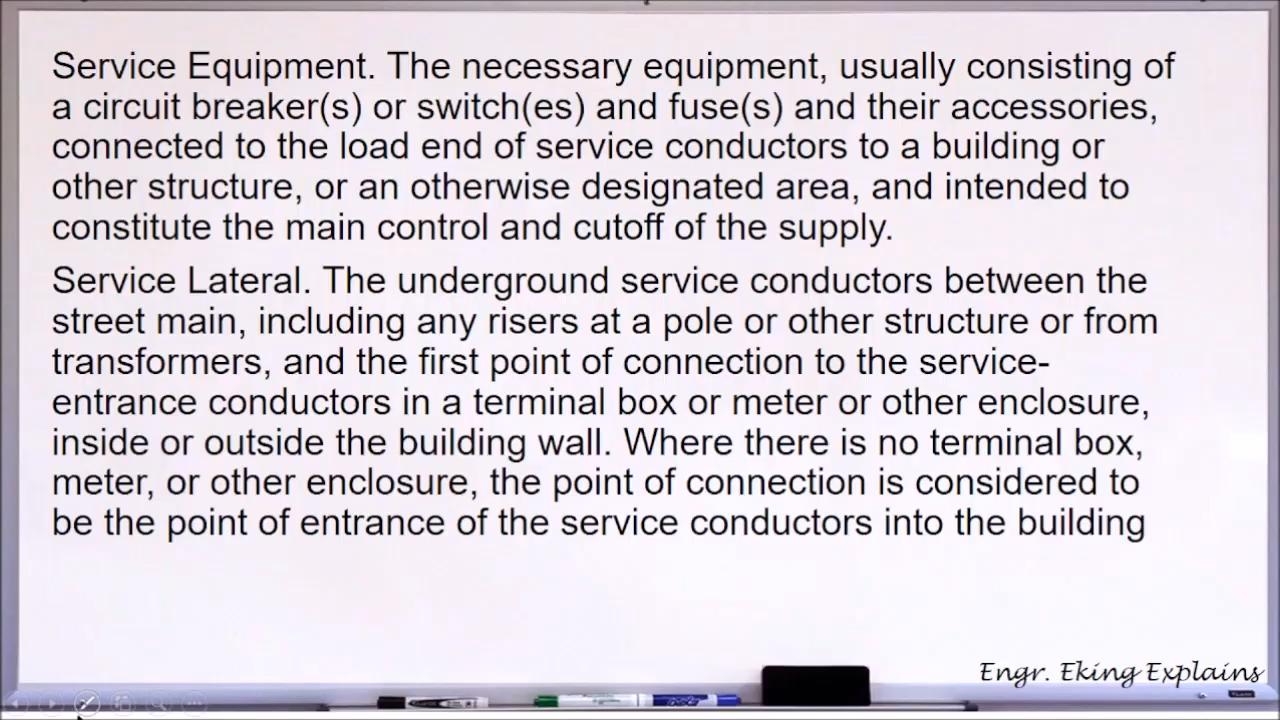 Service Equipment. The necessary equipment, usually consisting of
a circuit breaker(s) or switch(es) and fuse(s) and their accessories,
connected to the load end of service conductors to a building or
other structure, or an otherwise designated area, and intended to
constitute the main control and cutoff of the supply.
Service Lateral. The underground service conductors between the
street main, including any risers at a pole or other structure or from
transformers, and the first point of connection to the service-
entrance conductors in a terminal box or meter or other enclosure,
inside or outside the building wall. Where there is no terminal box,
meter, or other enclosure, the point of connection is considered to
be the point of entrance of the service conductors into the building
Engr. Eking Explains